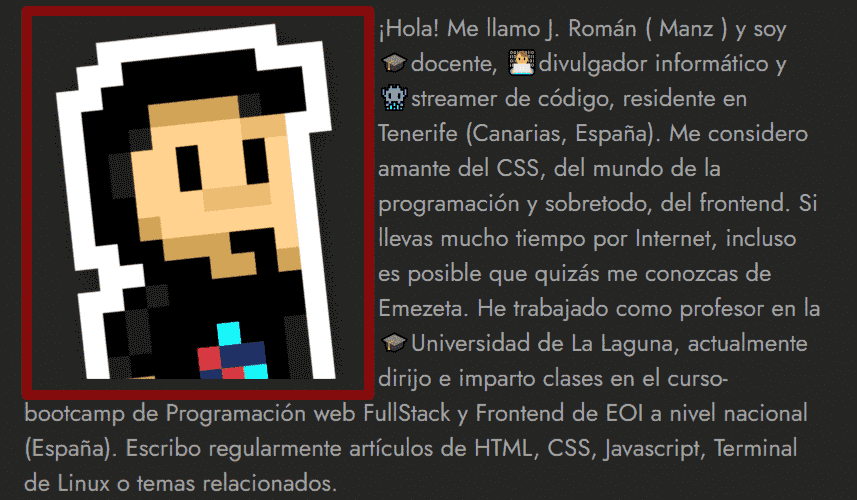 ¡Hola! Me llamo J. Román ( Manz ) y soy
docente, divulgador informático y
streamer de código, residente en
Tenerife (Canarias, España). Me considero
amante del CSS, del mundo de la
programación y sobretodo, del frontend. Si
llevas mucho tiempo por Internet, incluso
es posible que quizás me conozcas de
Emezeta. He trabajado como profesor en la
Universidad de La Laguna, actualmente
dirijo e imparto clases en el curso-
bootcamp de Programación web FullStack y Frontend de EOI a nivel nacional
(España). Escribo regularmente artículos de HTML, CSS, Javascript, Terminal
de Linux o temas relacionados.